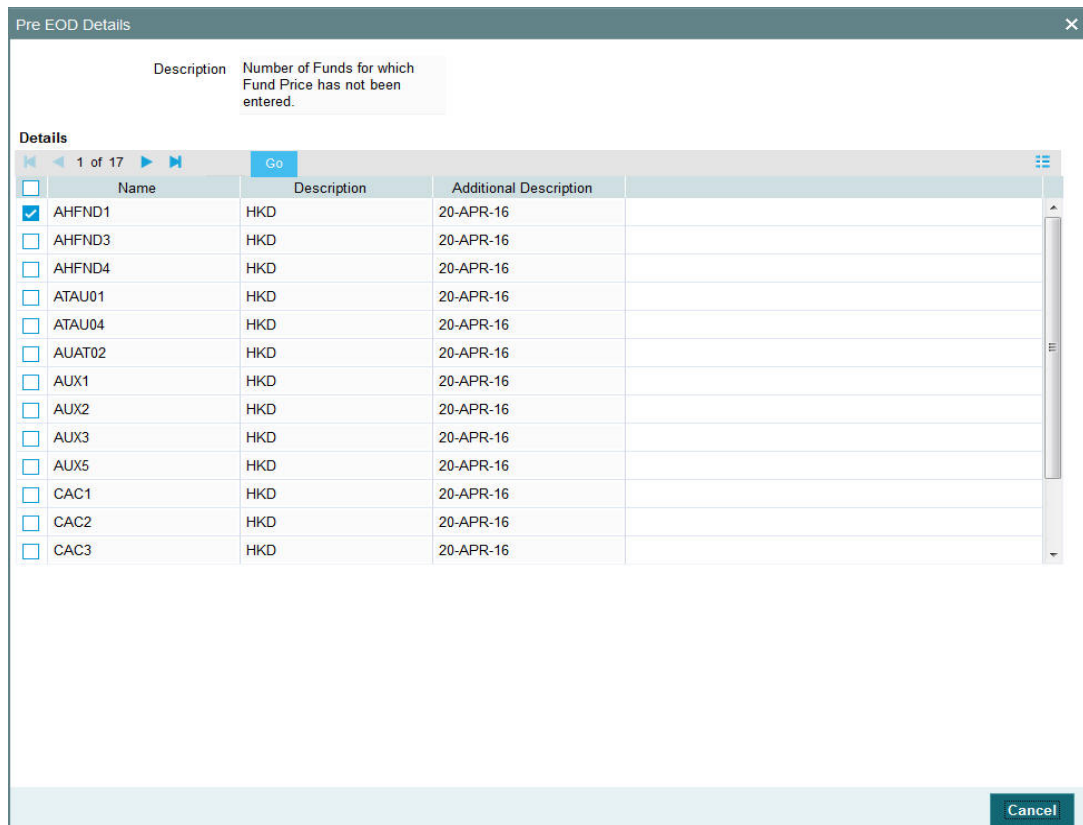 Pre EOD Details
Description Number of Funds for which
Fund Price has not been
entered.
Details
1 of 17 Go
Name Description Additional Description
AHFND1 HKD 20-APR-16
AHFND3 HKD 20-APR-16
AHFND4 HKD 20-APR-16
ATAU01 HKD 20-APR-16
ATAU04 HKD 20-APR-16
AUAT02 HKD 20-APR-16
AUX1 HKD 20-APR-16
AUX2 HKD 20-APR-16
AUX3 HKD 20-APR-16
AUX5 HKD 20-APR-16
CAC1 HKD 20-APR-16
CAC2 HKD 20-APR-16
CAC3 HKD 20-APR-16
Cancel